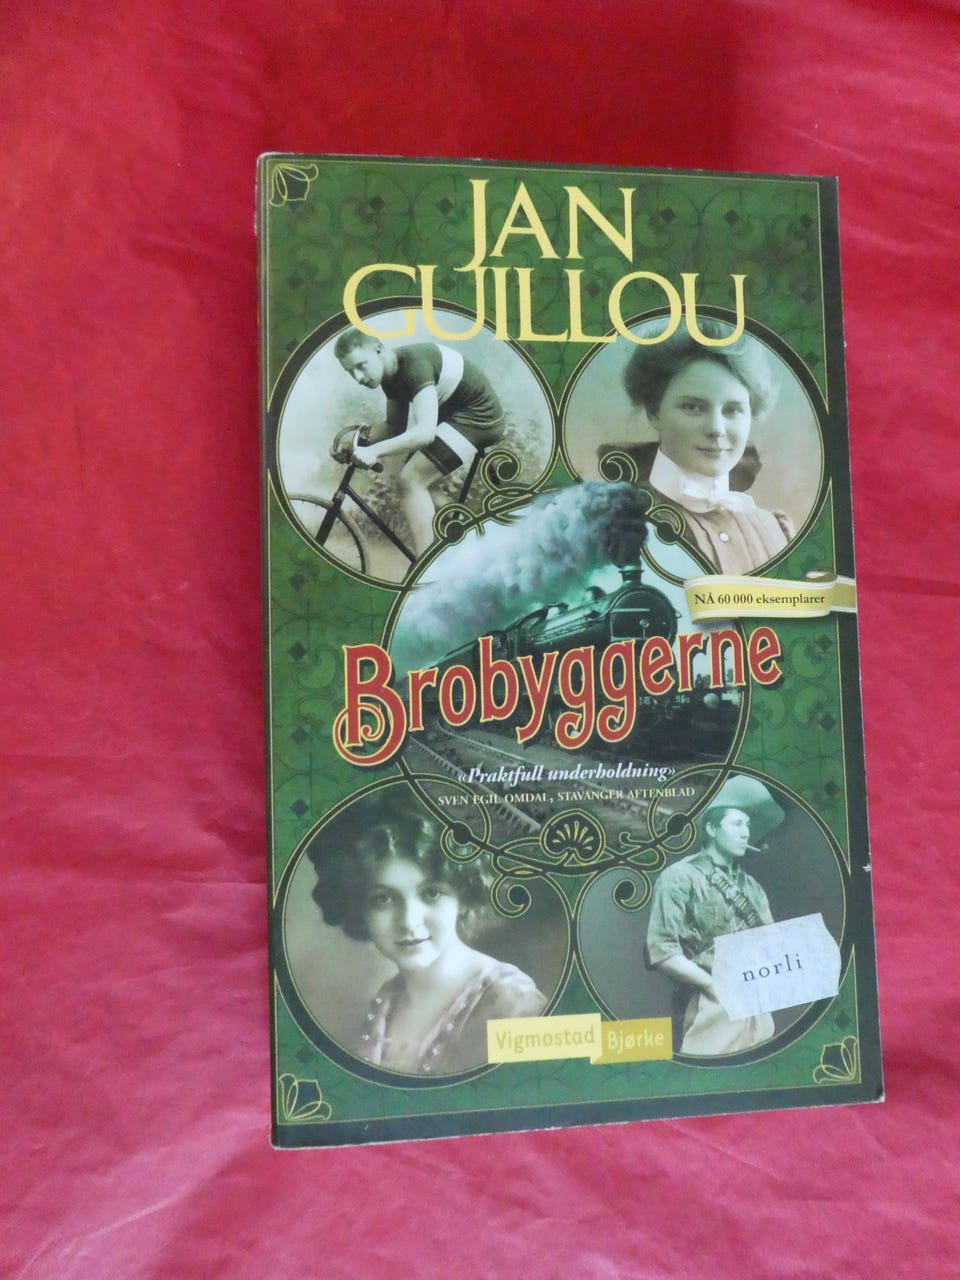 JAN
GUILLOU
NÅ 60 000 eksemplarer
Brobyggerne
«Praktfull underholdning»
SVEN EGIL OMDAL, STAVANGER AFTENBLAD
norli
Vigmostad Bjørke